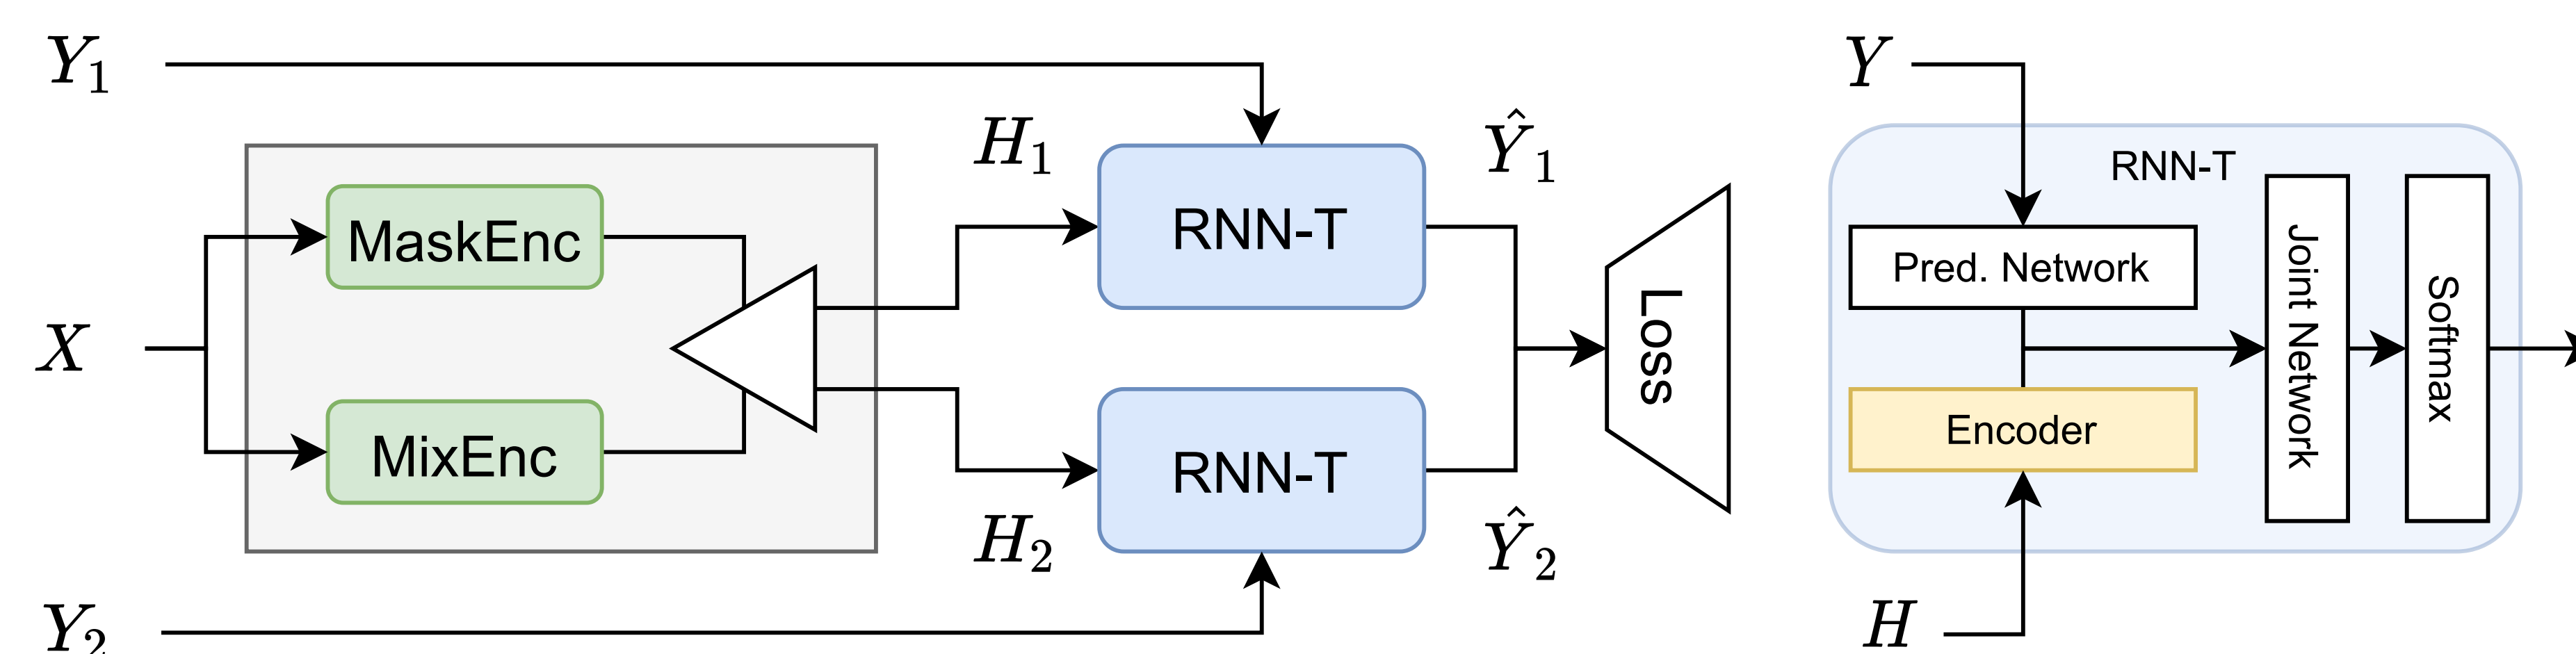 Y₁
H₁
Ŷ₁
MaskEnc
RNN-T
X
Loss
MixEnc
RNN-T
H₂
Ŷ₂
Y₂
Y
RNN-T
Pred. Network
Joint Network
Softmax
Encoder
H